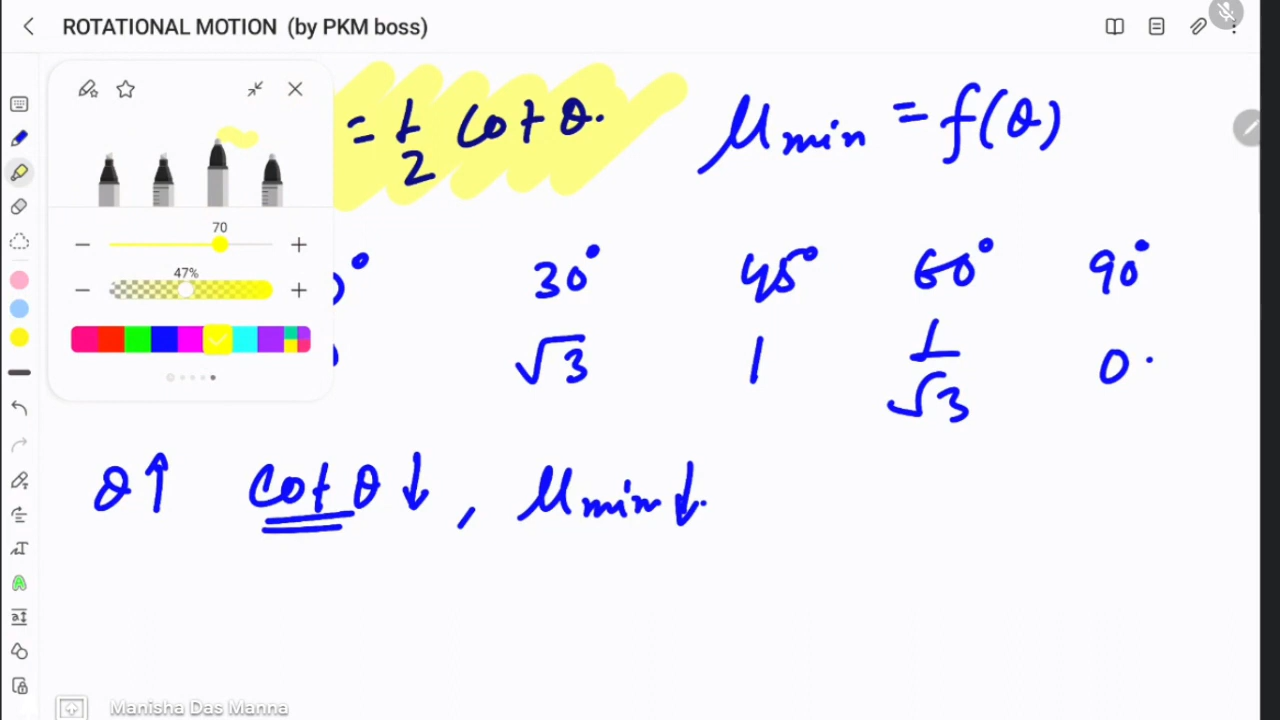 ROTATIONAL MOTION (by PKM boss)
= 1/2 cot θ. μmin = f(θ)
70
47%
30° 45° 60° 90°
√3 1 1/√3 0
θ↑ cot θ↓, μmin↓
Manisha Das Manna